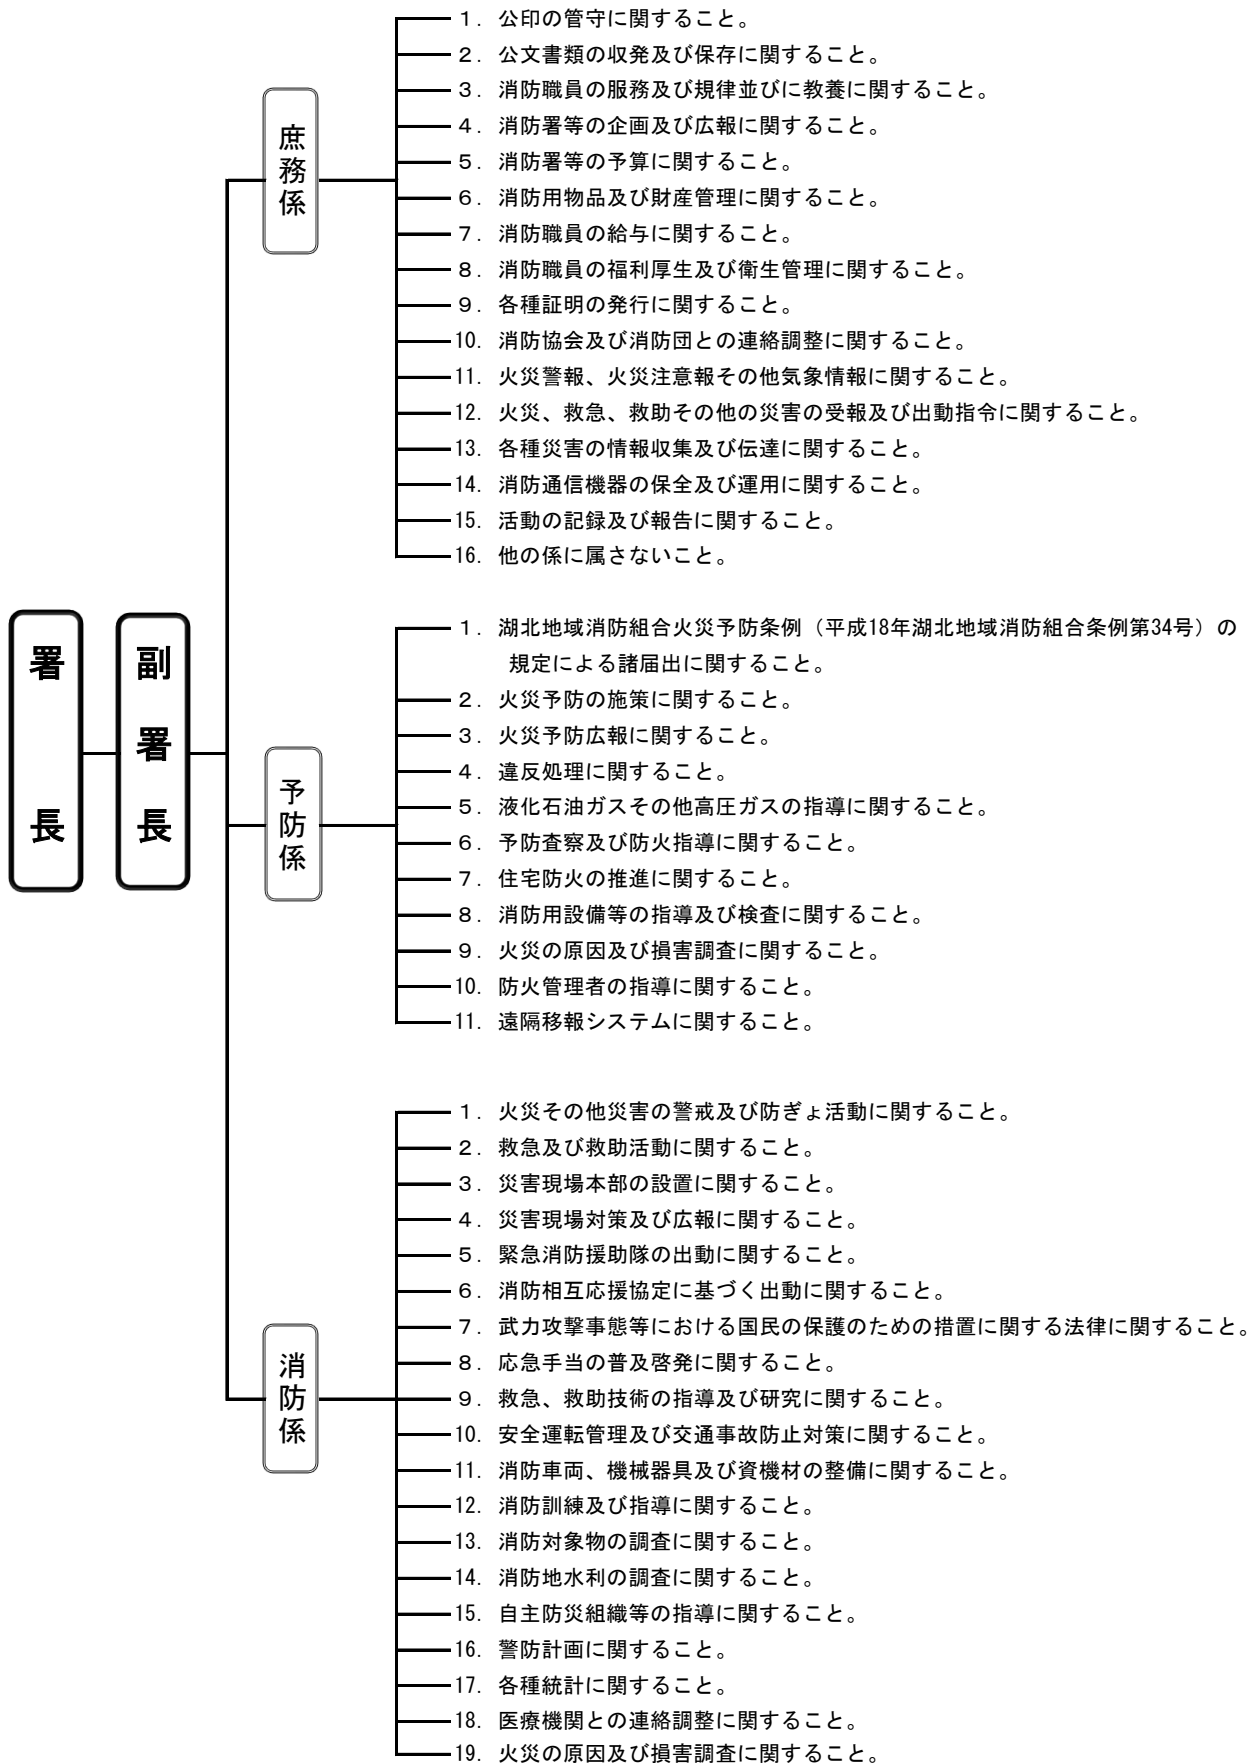 署長
副署長
庶務係
１. 公印の管守に関すること。
２. 公文書類の収発及び保存に関すること。
３. 消防職員の服務及び規律並びに教養に関すること。
４. 消防署等の企画及び広報に関すること。
５. 消防署等の予算に関すること。
６. 消防用物品及び財産管理に関すること。
７. 消防職員の給与に関すること。
８. 消防職員の福利厚生及び衛生管理に関すること。
９. 各種証明の発行に関すること。
10. 消防協会及び消防団との連絡調整に関すること。
11. 火災警報、火災注意報その他気象情報に関すること。
12. 火災、救急、救助その他の災害の受報及び出動指令に関すること。
13. 各種災害の情報収集及び伝達に関すること。
14. 消防通信機器の保全及び運用に関すること。
15. 活動の記録及び報告に関すること。
16. 他の係に属さないこと。
予防係
１. 湖北地域消防組合火災予防条例（平成18年湖北地域消防組合条例第34号）の
規定による諸届出に関すること。
２. 火災予防の施策に関すること。
３. 火災予防広報に関すること。
４. 違反処理に関すること。
５. 液化石油ガスその他高圧ガスの指導に関すること。
６. 予防査察及び防火指導に関すること。
７. 住宅防火の推進に関すること。
８. 消防用設備等の指導及び検査に関すること。
９. 火災の原因及び損害調査に関すること。
10. 防火管理者の指導に関すること。
11. 遠隔移報システムに関すること。
消防係
１. 火災その他災害の警戒及び防ぎょ活動に関すること。
２. 救急及び救助活動に関すること。
３. 災害現場本部の設置に関すること。
４. 災害現場対策及び広報に関すること。
５. 緊急消防援助隊の出動に関すること。
６. 消防相互応援協定に基づく出動に関すること。
７. 武力攻撃事態等における国民の保護のための措置に関する法律に関すること。
８. 応急手当の普及啓発に関すること。
９. 救急、救助技術の指導及び研究に関すること。
10. 安全運転管理及び交通事故防止対策に関すること。
11. 消防車両、機械器具及び資機材の整備に関すること。
12. 消防訓練及び指導に関すること。
13. 消防対象物の調査に関すること。
14. 消防地水利の調査に関すること。
15. 自主防災組織等の指導に関すること。
16. 警防計画に関すること。
17. 各種統計に関すること。
18. 医療機関との連絡調整に関すること。
19. 火災の原因及び損害調査に関すること。